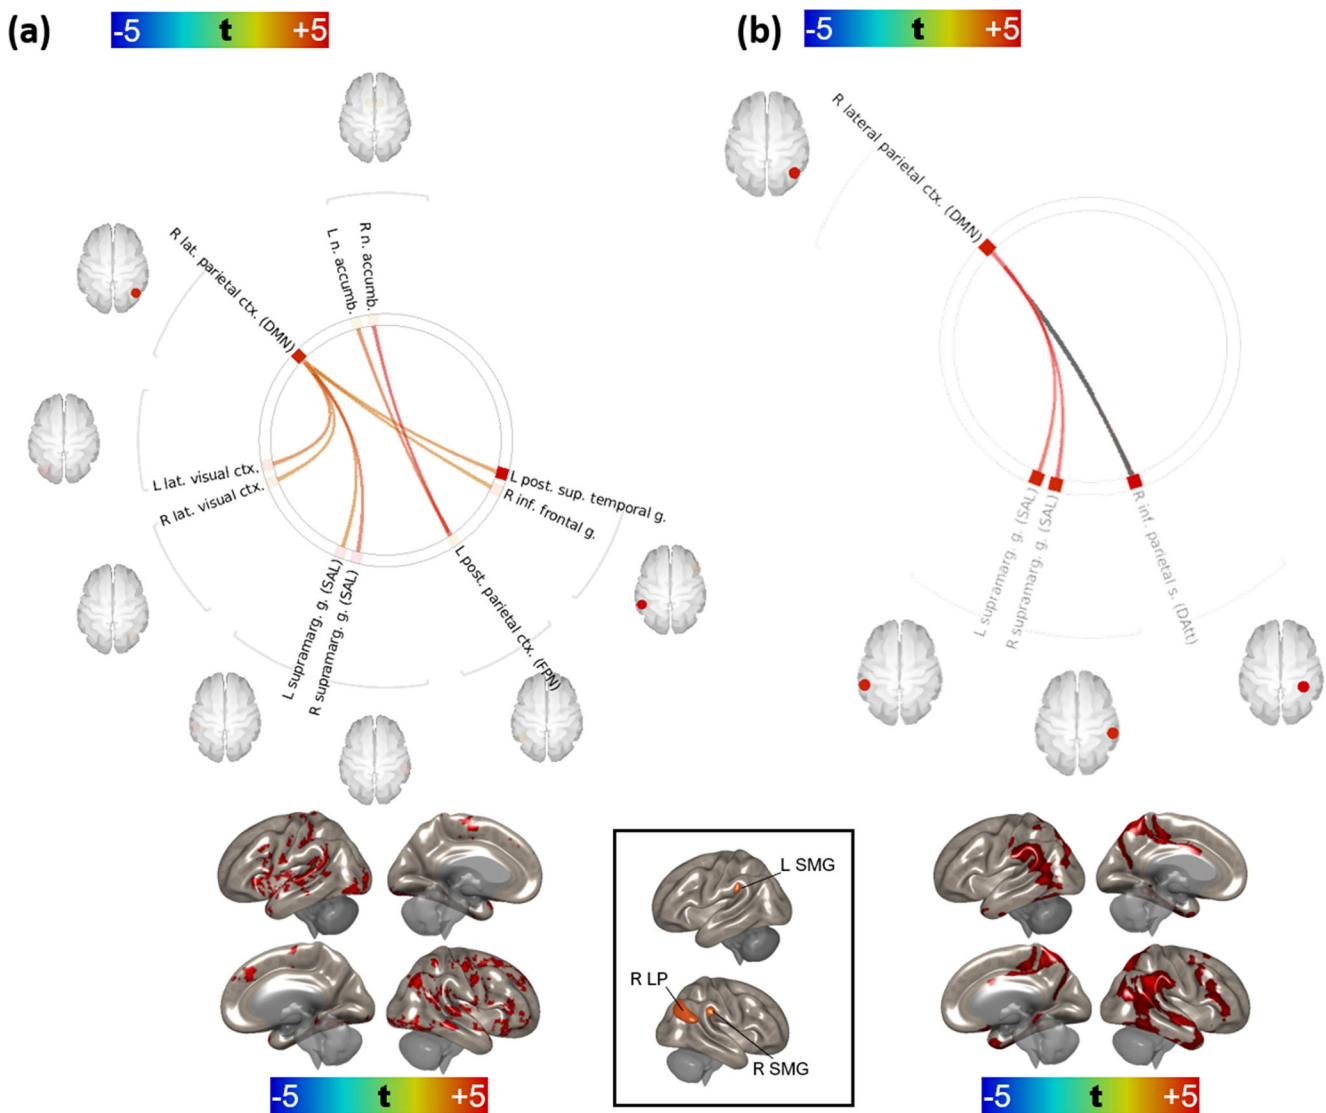 (a)
-5 t +5
(b)
-5 t +5
R lat. parietal ctx. (DMN)
L n. accumb.
R n. accumb.
L lat. visual ctx.
R lat. visual ctx.
L supramarg. g. (SAL)
R supramarg. g. (SAL)
L post. parietal ctx. (FPN)
R inf. frontal g.
L post. sup. temporal g.
R lateral parietal ctx. (DMN)
L supramarg. g. (SAL)
R supramarg. g. (SAL)
R inf. parietal s. (DAtt)
L SMG
R LP
R SMG
-5 t +5
-5 t +5